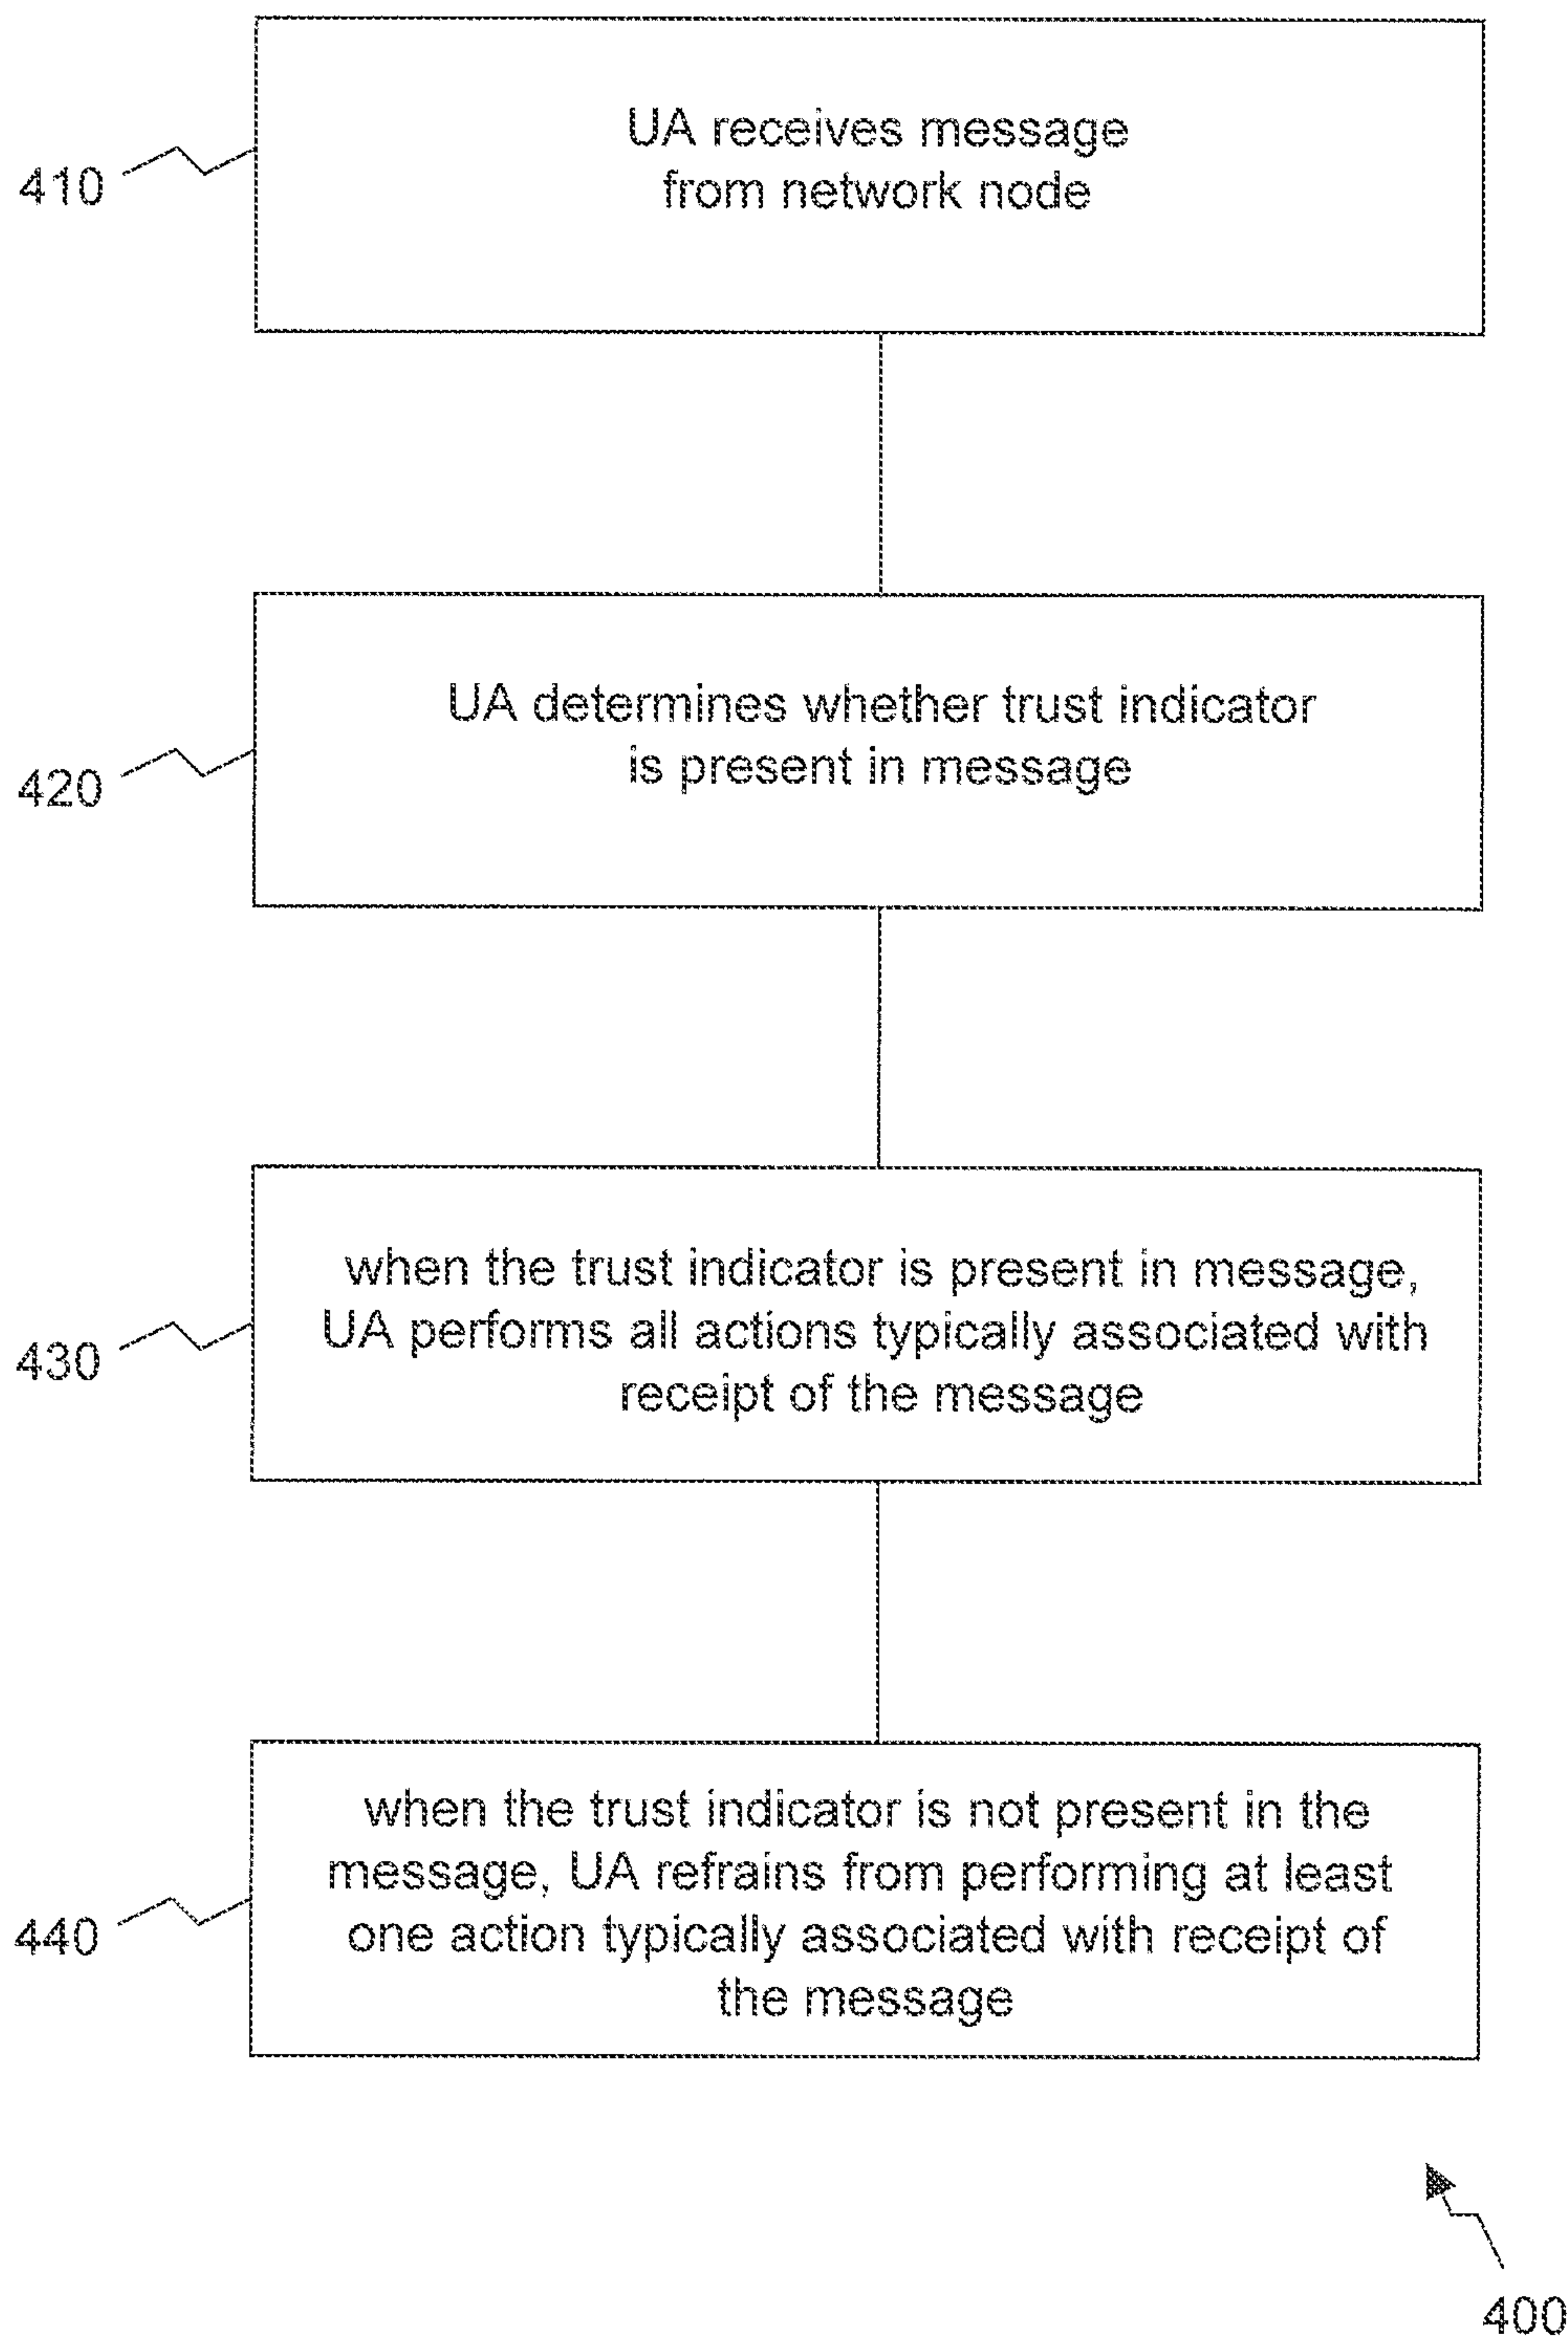 UA receives message
from network node
410
UA determines whether trust indicator
is present in message
420
when the trust indicator is present in message,
UA performs all actions typically associated with
receipt of the message
430
when the trust indicator is not present in the
message, UA refrains from performing at least
one action typically associated with receipt of
the message
440
400